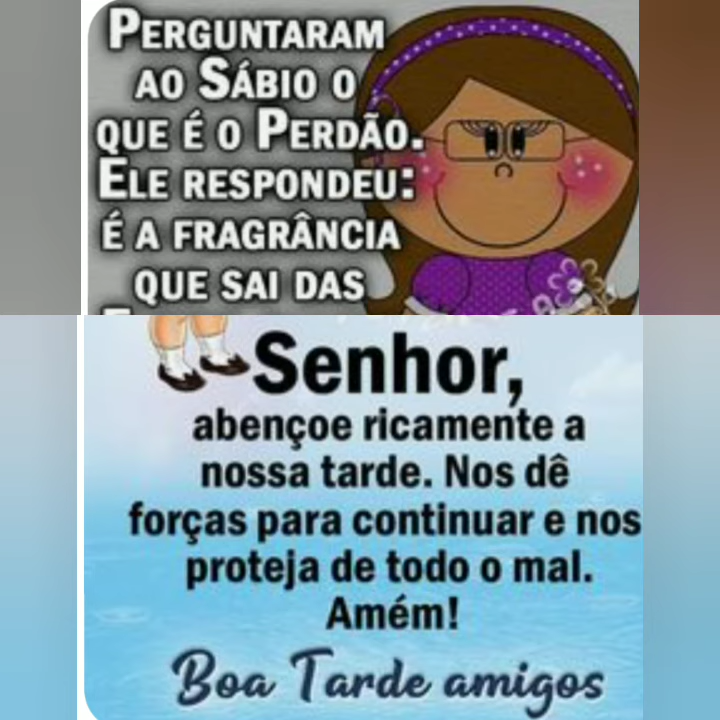 PERGUNTARAM
AO SÁBIO O
QUE É O PERDÃO.
ELE RESPONDEU:
É A FRAGRÂNCIA
QUE SAI DAS
Senhor,
abençoe ricamente a
nossa tarde. Nos dê
forças para continuar e nos
proteja de todo o mal.
Amém!
Boa Tarde amigos